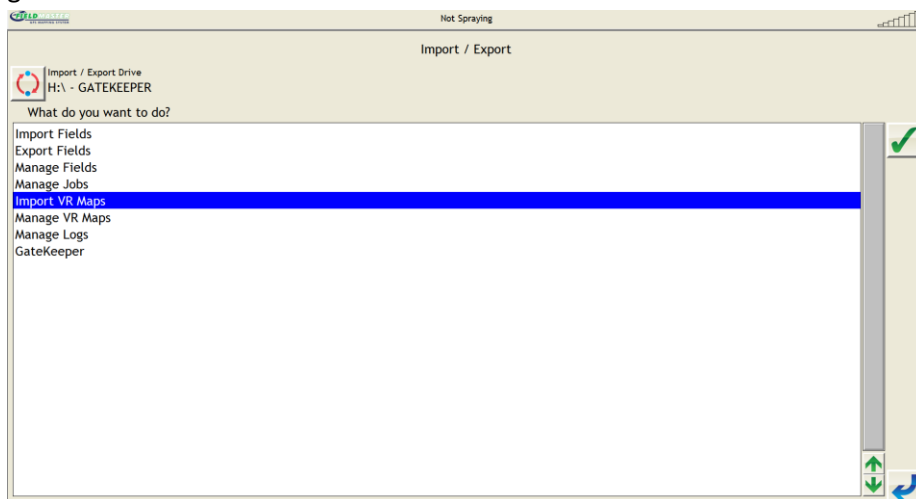 FIELD
Not Spraying
Import / Export
Import / Export Drive
H:\ - GATEKEEPER
What do you want to do?
Import Fields
Export Fields
Manage Fields
Manage Jobs
Import VR Maps
Manage VR Maps
Manage Logs
GateKeeper